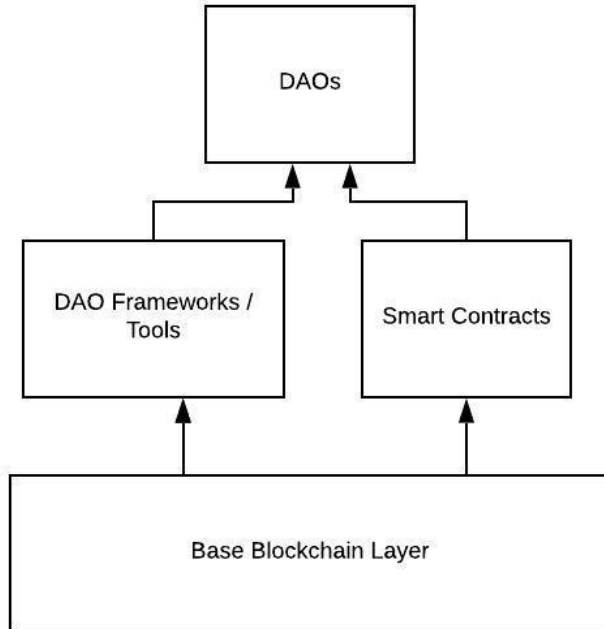 DAOs
DAO Frameworks /
Tools
Smart Contracts
Base Blockchain Layer